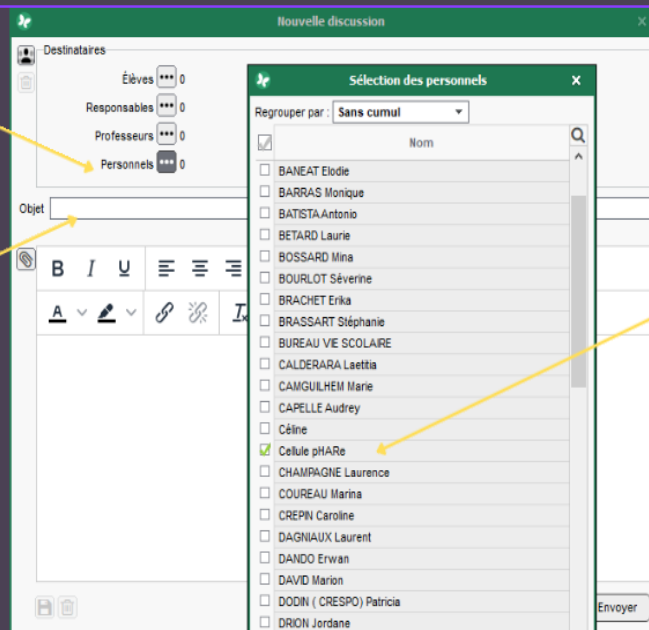 Nouvelle discussion
Destinataires
Élèves ••• 0
Responsables ••• 0
Professeurs ••• 0
Personnels ••• 0
Objet
B I U
A
Sélection des personnels
Regrouper par : Sans cumul
Nom
BANEAT Elodie
BARRAS Monique
BATISTA Antonio
BETARD Laurie
BOSSARD Mina
BOURLOT Séverine
BRACHET Erika
BRASSART Stéphanie
BUREAU VIE SCOLAIRE
CALDERARA Laetitia
CAMGUILHEM Marie
CAPELLE Audrey
Céline
Cellule pHARe
CHAMPAGNE Laurence
COUREAU Marina
CREPIN Caroline
DAGNIAUX Laurent
DANDO Erwan
DAVID Marion
DODIN ( CRESPO) Patricia
DRION Jordane
Envoyer